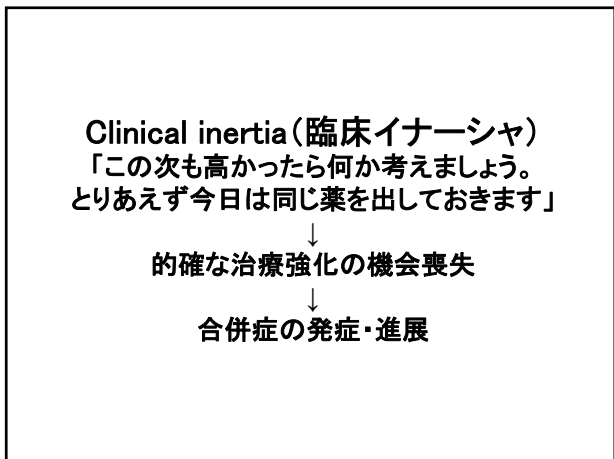 Clinical inertia（臨床イナーシャ）
「この次も高かったら何か考えましょう。
とりあえず今日は同じ薬を出しておきます」
↓
的確な治療強化の機会喪失
↓
合併症の発症・進展